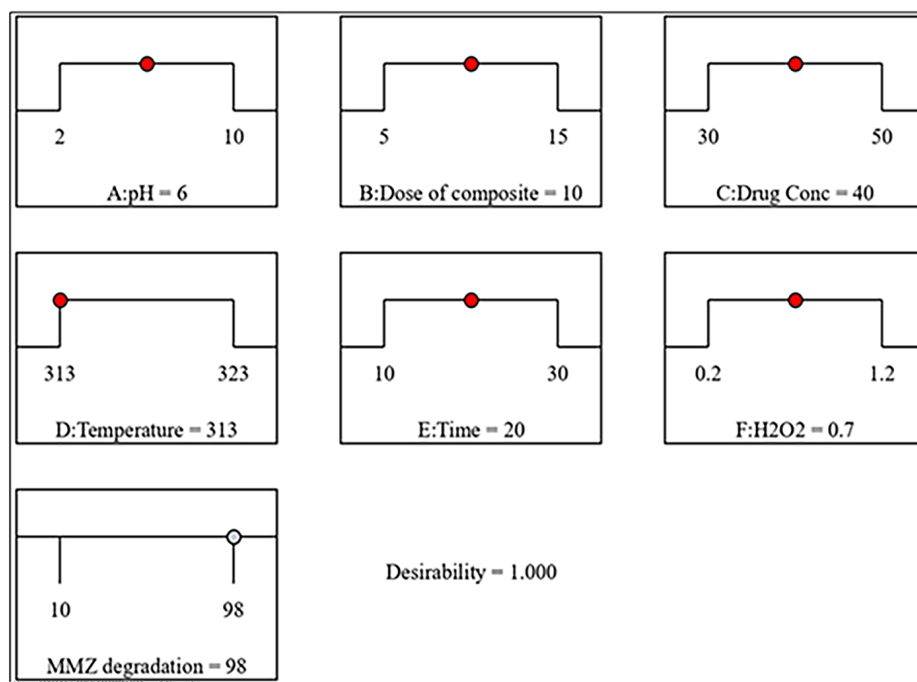 2 10
A:pH = 6
5 15
B:Dose of composite = 10
30 50
C:Drug Conc = 40
313 323
D:Temperature = 313
10 30
E:Time = 20
0.2 1.2
F:H2O2 = 0.7
10 98
MMZ degradation = 98
Desirability = 1.000